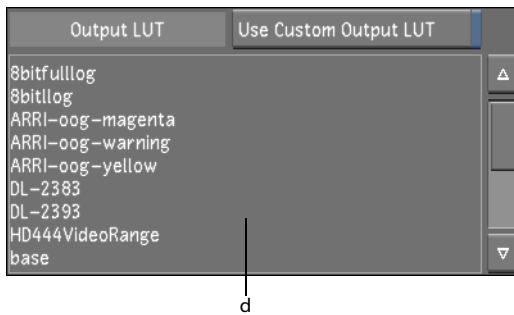 Output LUT
Use Custom Output LUT
8bitfulllog
8bitllog
ARRI-oog-magenta
ARRI-oog-warning
ARRI-oog-yellow
DL-2383
DL-2393
HD444VideoRange
base
d